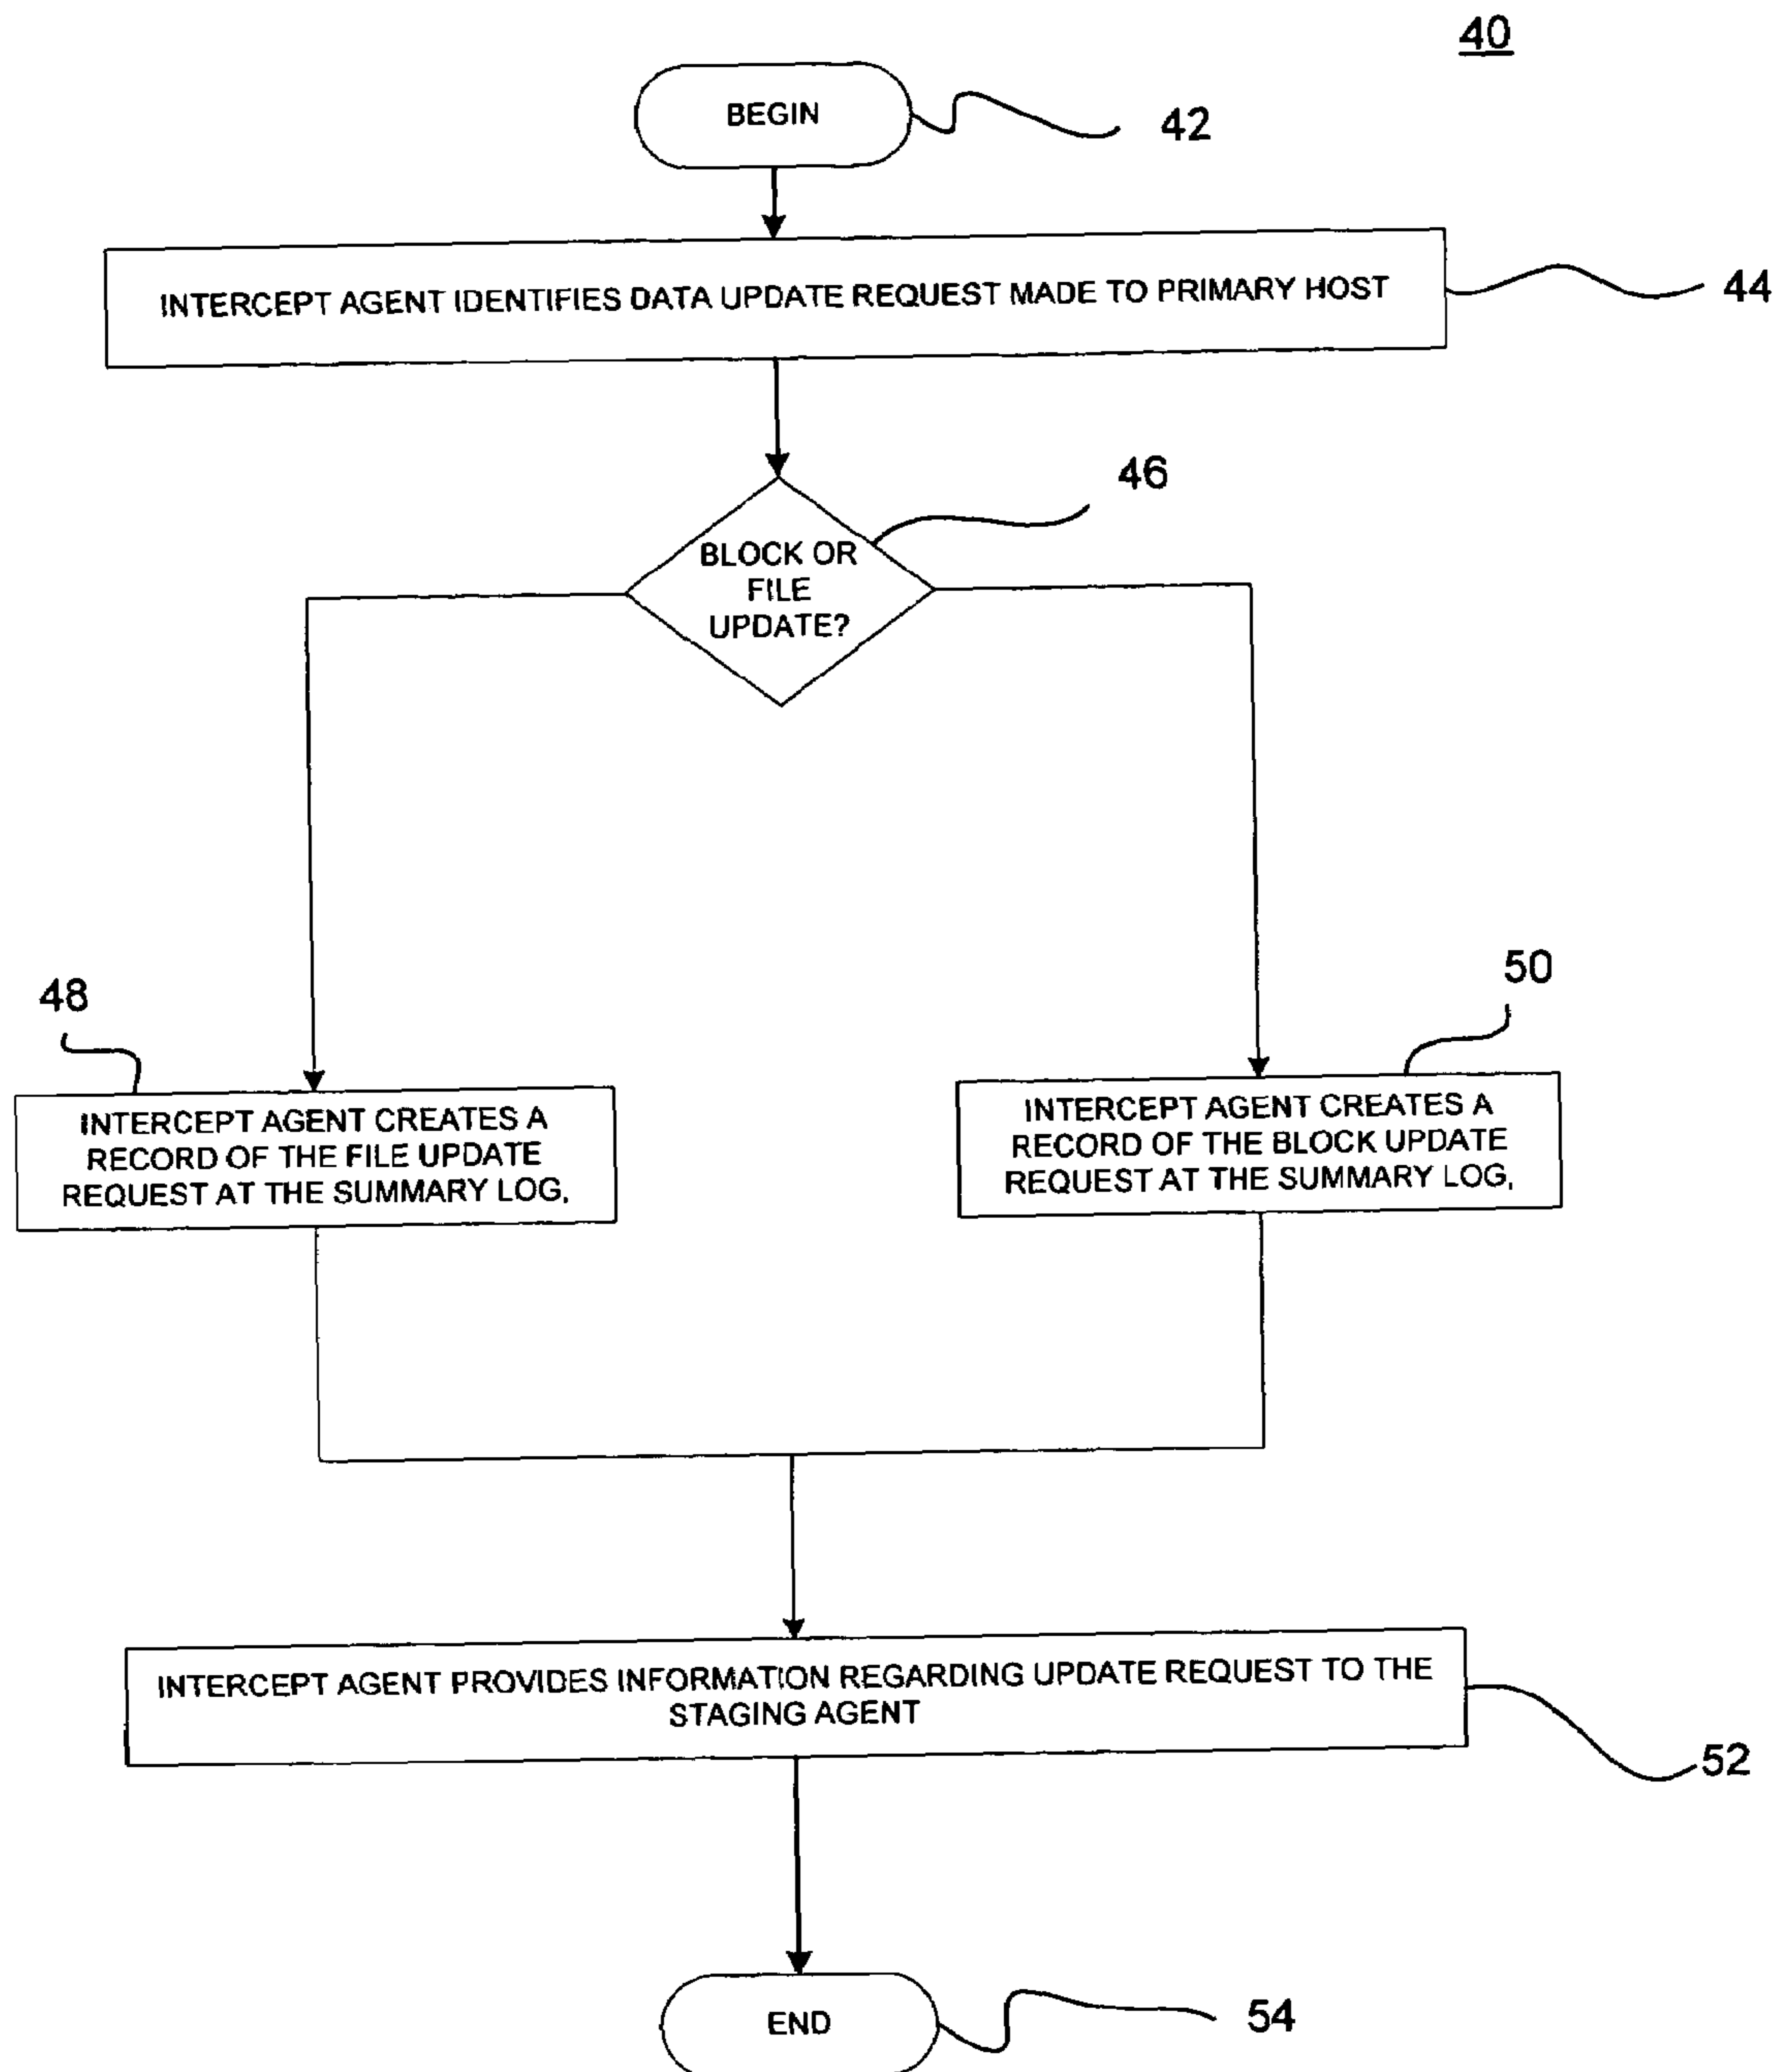 40
BEGIN
42
INTERCEPT AGENT IDENTIFIES DATA UPDATE REQUEST MADE TO PRIMARY HOST
44
46
BLOCK OR
FILE
UPDATE?
48
50
INTERCEPT AGENT CREATES A
RECORD OF THE FILE UPDATE
REQUEST AT THE SUMMARY LOG,
INTERCEPT AGENT CREATES A
RECORD OF THE BLOCK UPDATE
REQUEST AT THE SUMMARY LOG,
INTERCEPT AGENT PROVIDES INFORMATION REGARDING UPDATE REQUEST TO THE
STAGING AGENT
52
END
54